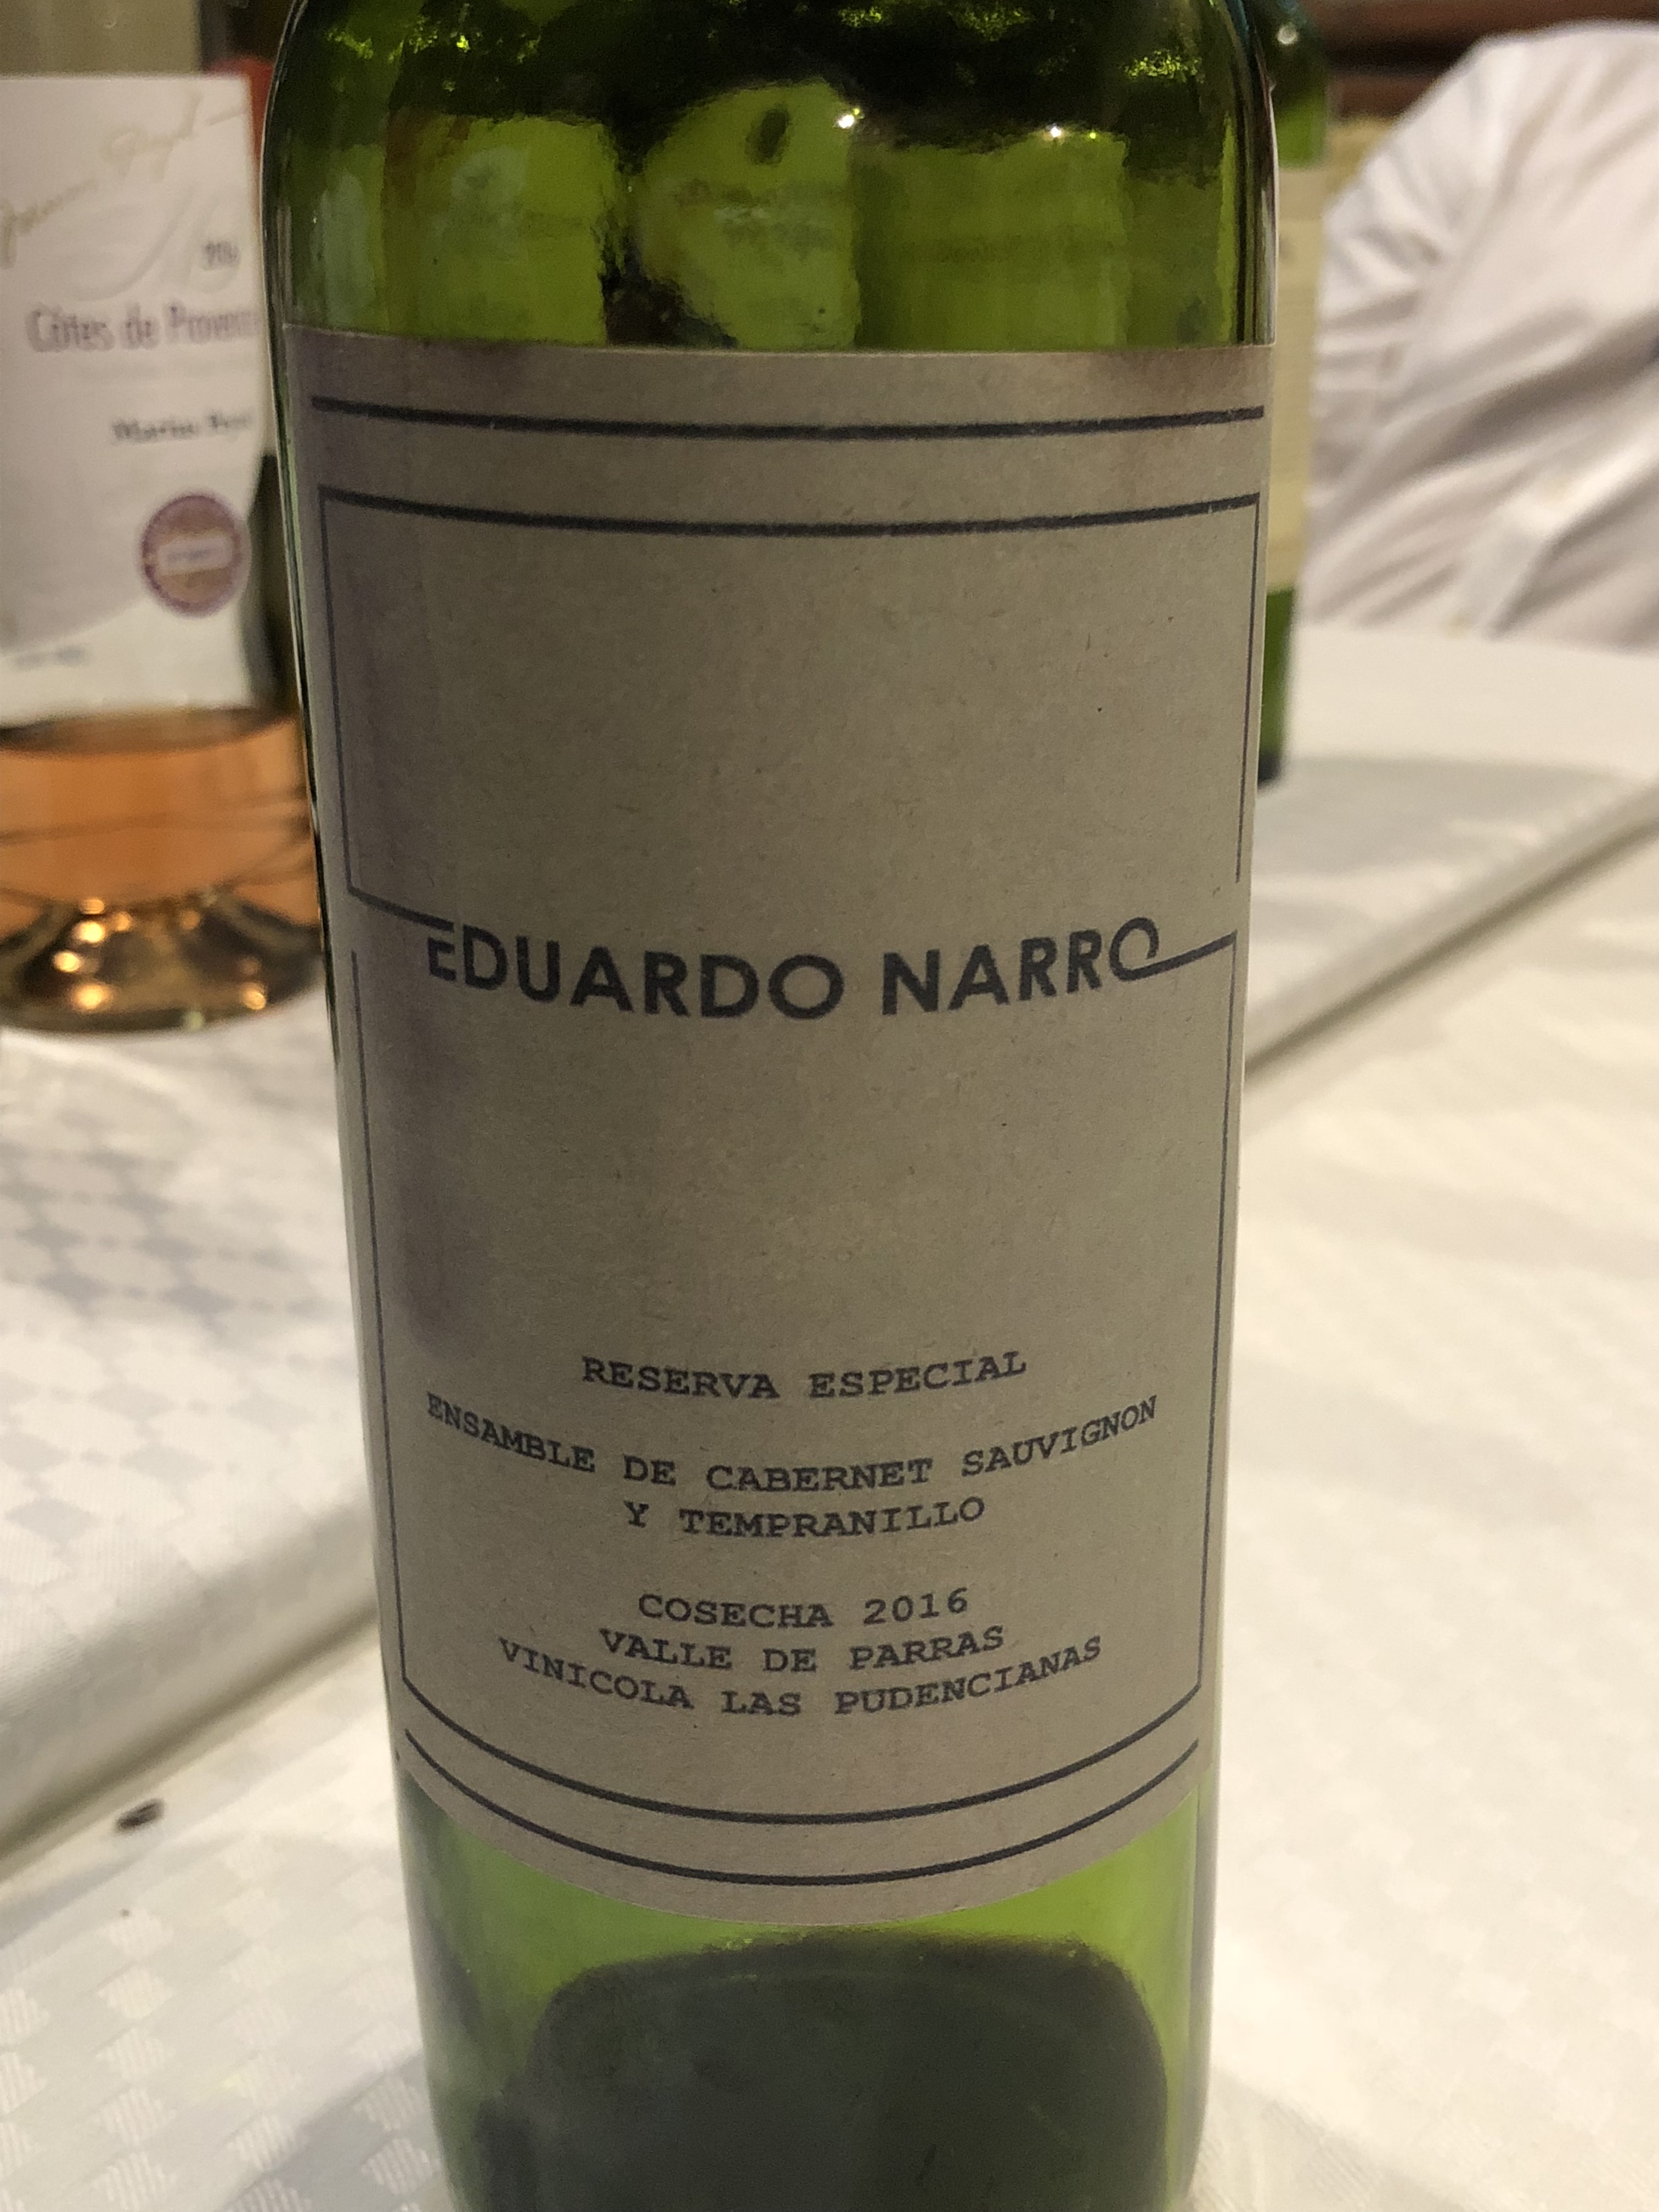 EDUARDO NARRO
RESERVA ESPECIAL
ENSAMBLE DE CABERNET SAUVIGNON
Y TEMPRANILLO
COSECHA 2016
VALLE DE PARRAS
VINICOLA LAS PUDENCIANAS
Côtes de Proven